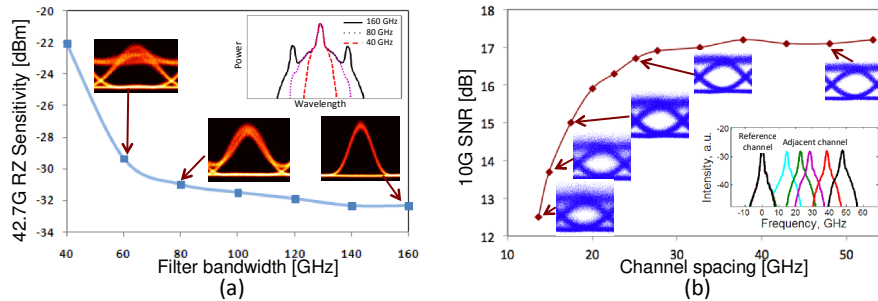 42.7G RZ Sensitivity [dBm]
-20
-22
-24
-26
-28
-30
-32
-34
40
60
80
100
120
140
160
Filter bandwidth [GHz]
(a)
Power
160 GHz
80 GHz
40 GHz
Wavelength
10G SNR [dB]
18
17
16
15
14
13
12
10
20
30
40
50
Channel spacing [GHz]
(b)
Reference
channel
Adjacent channel
Intensity, a.u.
-20
-30
-40
-10
0
10
20
30
40
50
60
Frequency, GHz